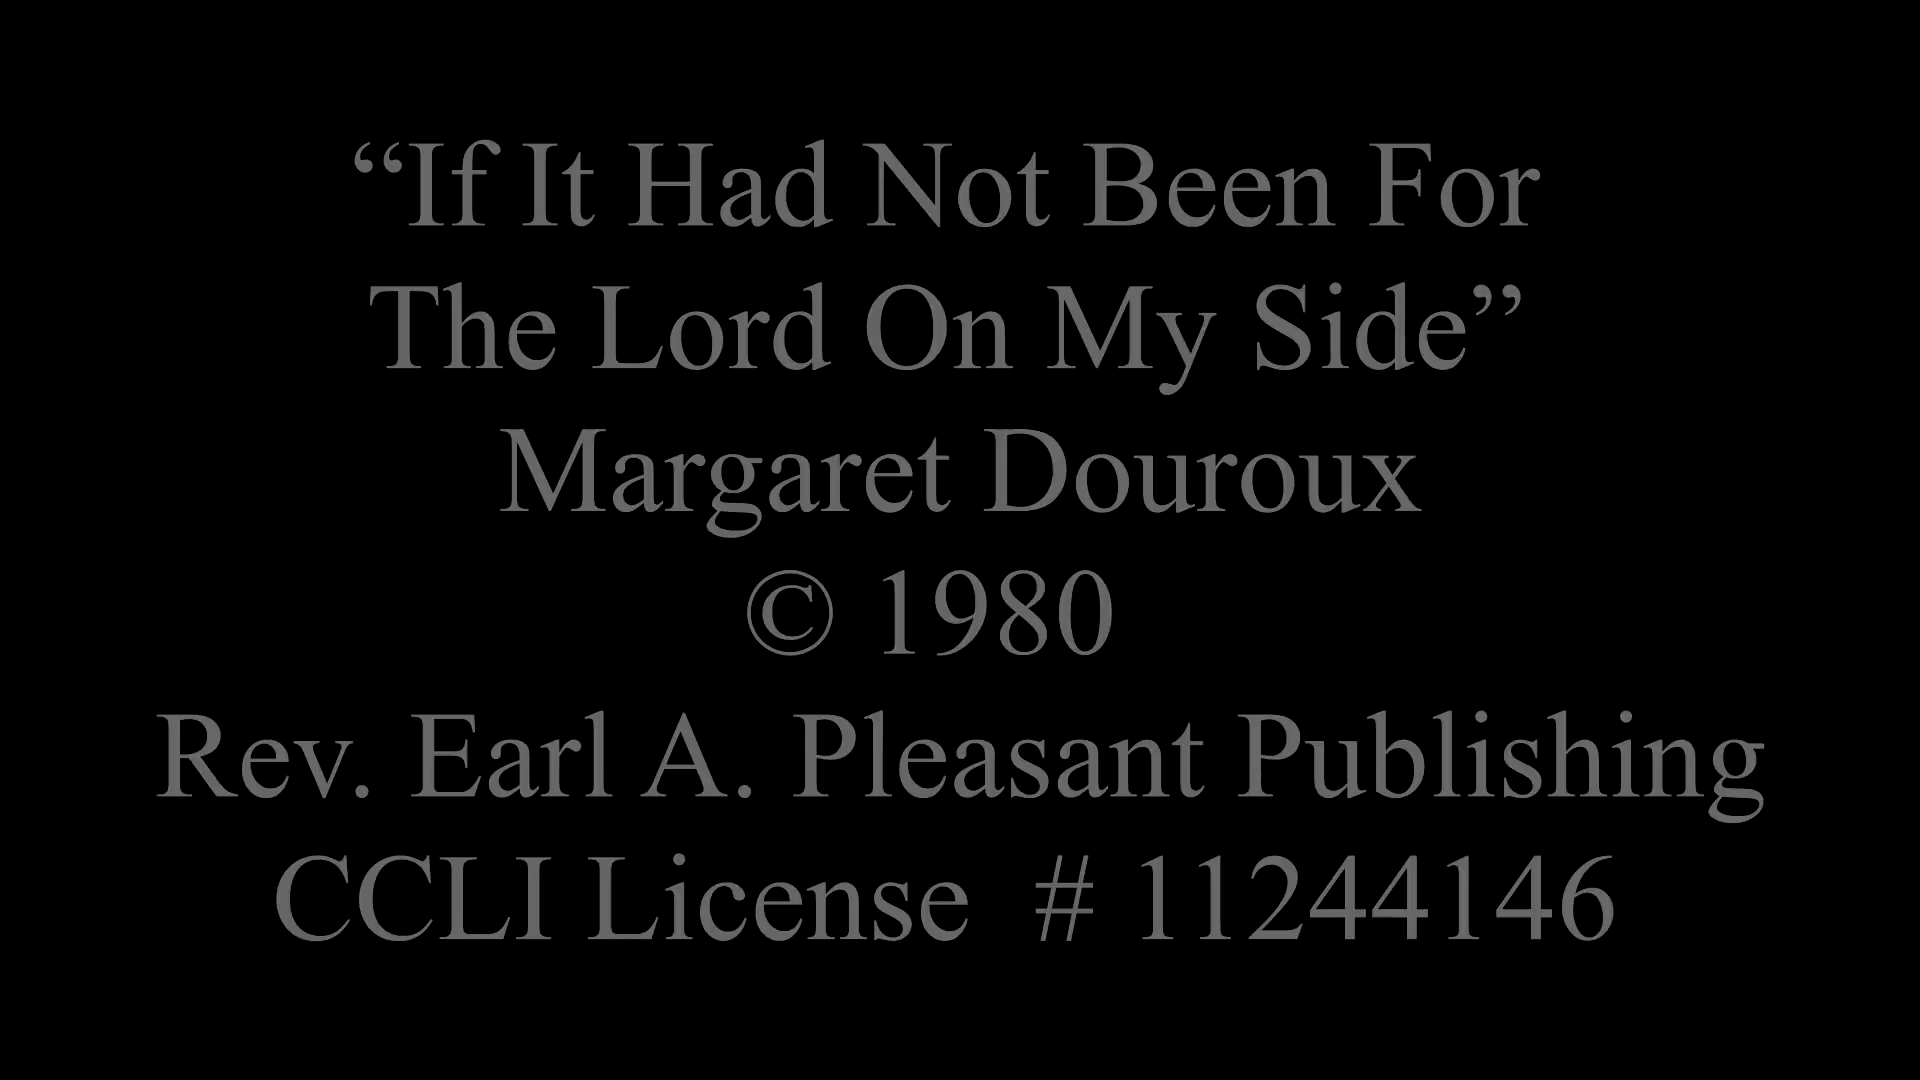 “If It Had Not Been For
The Lord On My Side”
Margaret Douroux
© 1980
Rev. Earl A. Pleasant Publishing
CCLI License # 11244146